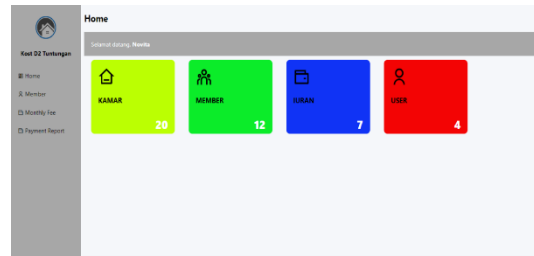 Home
Kost D2 Tuntungan
Selamat datang, Novita
Home
Member
Monthly Fee
Payment Report
KAMAR
20
MEMBER
12
IURAN
7
USER
4